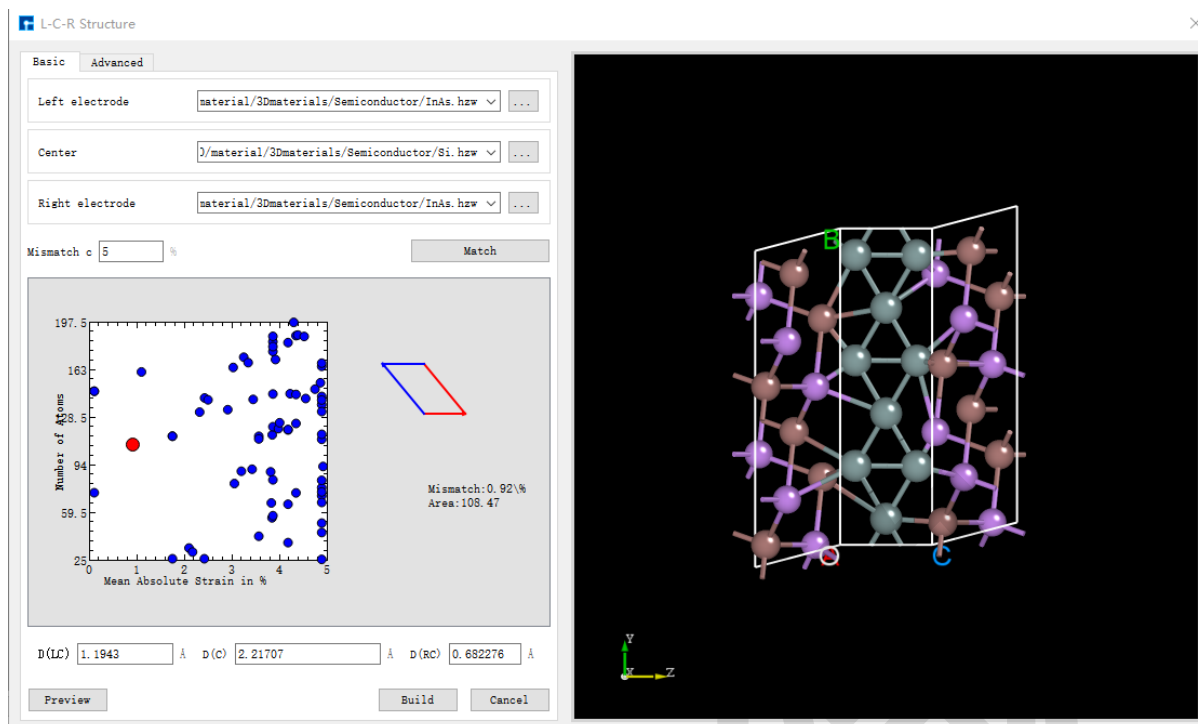 L-C-R Structure
Basic Advanced
Left electrode material/3Dmaterials/Semiconductor/InAs.hzw ...
Center )/material/3Dmaterials/Semiconductor/Si.hzw ...
Right electrode material/3Dmaterials/Semiconductor/InAs.hzw ...
Mismatch c 5 % Match
197.5
163
128.5
94
59.5
25
Number of Atoms
0 1 2 3 4 5
Mean Absolute Strain in %
Mismatch:0.92\%
Area:108.47
D(LC) 1.1943 Å D(C) 2.21707 Å D(RC) 0.682276 Å
Preview Build Cancel
B
O C
Y
X Z